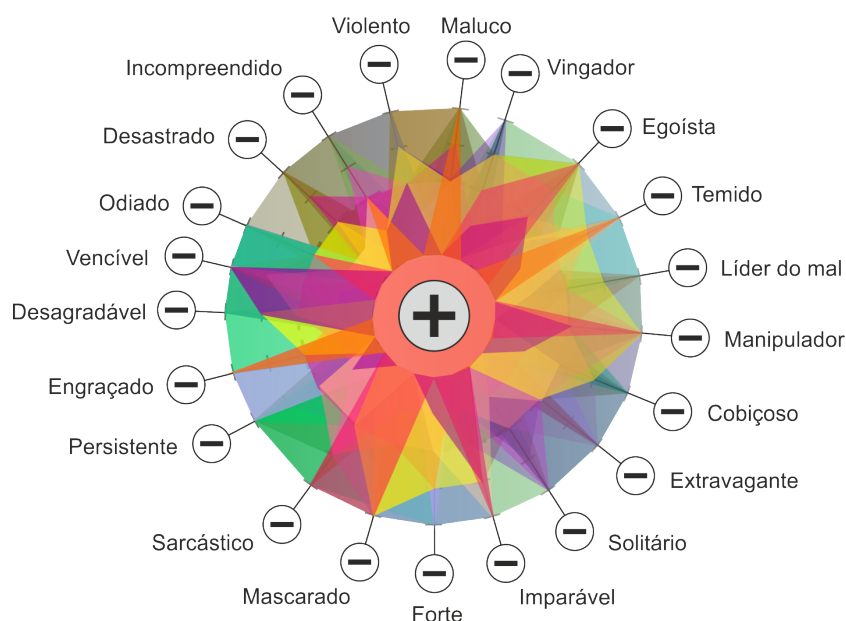 Violento
Maluco
Vingador
Incompreendido
Egoísta
Desastrado
Temido
Odiado
Vencível
Líder do mal
Desagradável
Manipulador
Engraçado
Cobiçoso
Persistente
Extravagante
Sarcástico
Solitário
Mascarado
Imparável
Forte